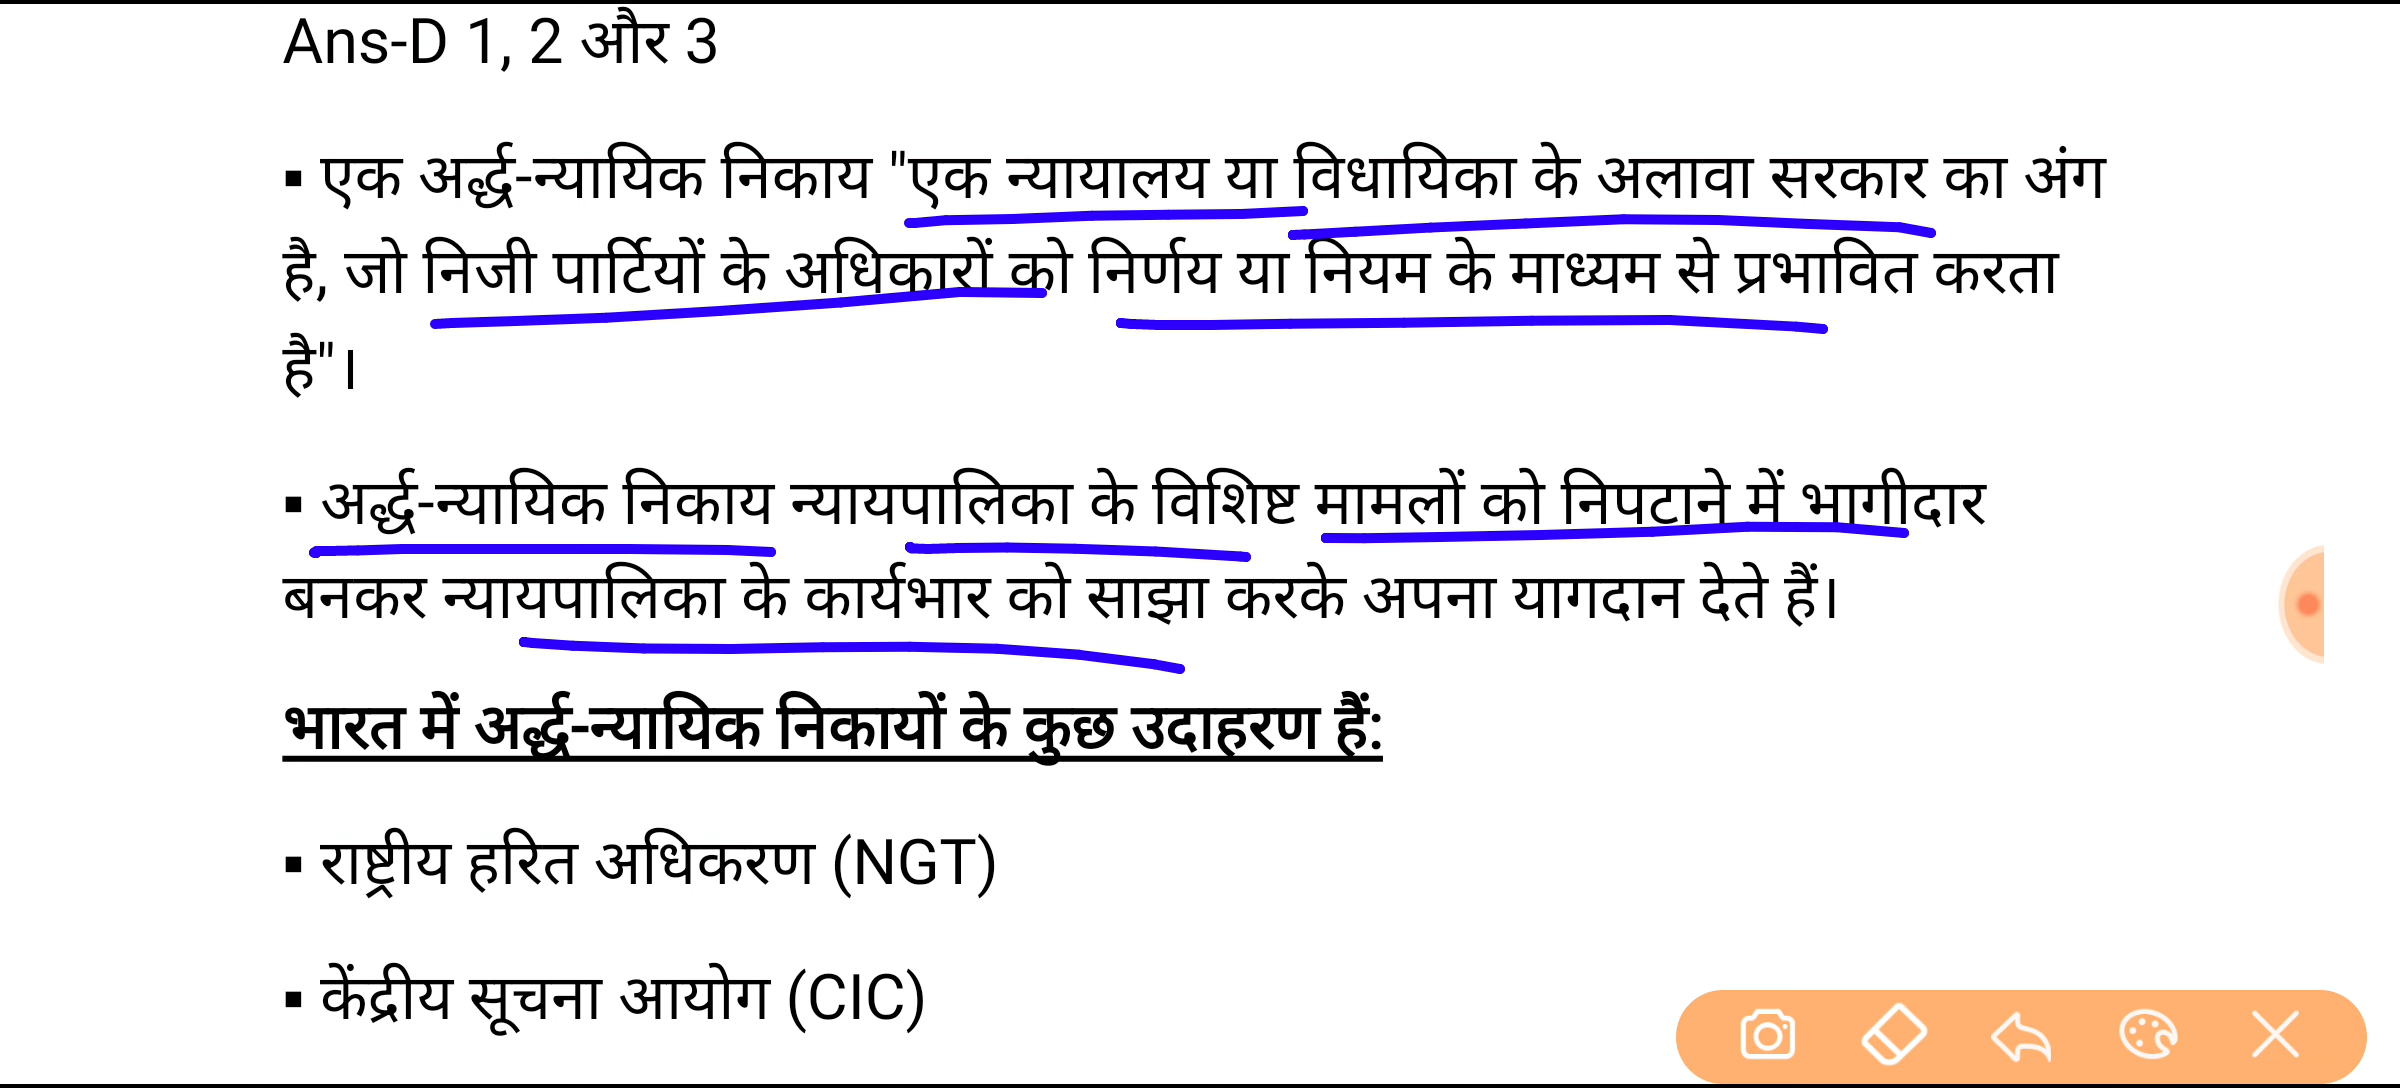 Ans-D 1, 2 और 3
▪ एक अर्द्ध-न्यायिक निकाय "एक न्यायालय या विधायिका के अलावा सरकार का अंग
है, जो निजी पार्टियों के अधिकारों को निर्णय या नियम के माध्यम से प्रभावित करता
है"।
▪ अर्द्ध-न्यायिक निकाय न्यायपालिका के विशिष्ट मामलों को निपटाने में भागीदार
बनकर न्यायपालिका के कार्यभार को साझा करके अपना यागदान देते हैं।
भारत में अर्द्ध-न्यायिक निकायों के कुछ उदाहरण हैं:
▪ राष्ट्रीय हरित अधिकरण (NGT)
▪ केंद्रीय सूचना आयोग (CIC)